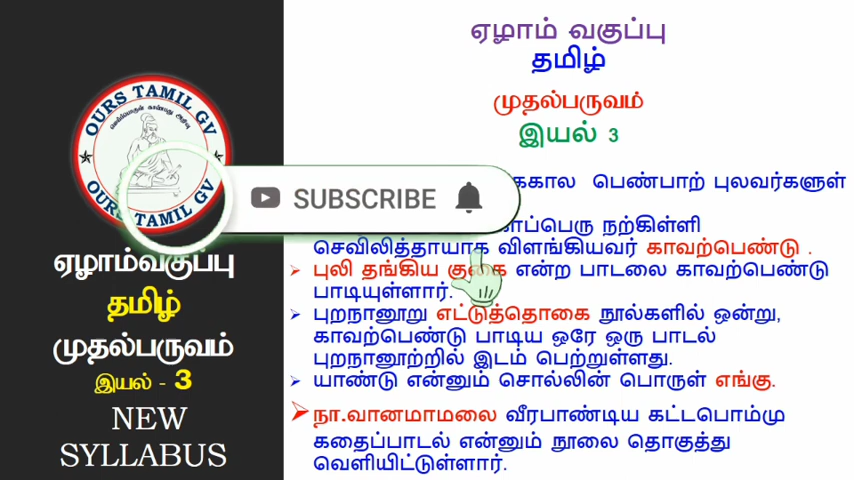 ஏழாம் வகுப்பு
தமிழ்
முதல்பருவம்
இயல் 3
OURS TAMIL GV
OURS TAMIL GV
SUBSCRIBE
பெண்பாற் புலவர்களுள்
நற்கிள்ளி
செவிலித்தாயாக விளங்கியவர் காவற்பெண்டு .
புலி தங்கிய குகை என்ற பாடலை காவற்பெண்டு
பாடியுள்ளார்.
புறநானூறு எட்டுத்தொகை நூல்களில் ஒன்று,
காவற்பெண்டு பாடிய ஒரே ஒரு பாடல்
புறநானூற்றில் இடம் பெற்றுள்ளது.
யாண்டு என்னும் சொல்லின் பொருள் எங்கு.
நா.வானமாமலை வீரபாண்டிய கட்டபொம்மு
கதைப்பாடல் என்னும் நூலை தொகுத்து
வெளியிட்டுள்ளார்.
ஏழாம்வகுப்பு
தமிழ்
முதல்பருவம்
இயல் - 3
NEW
SYLLABUS